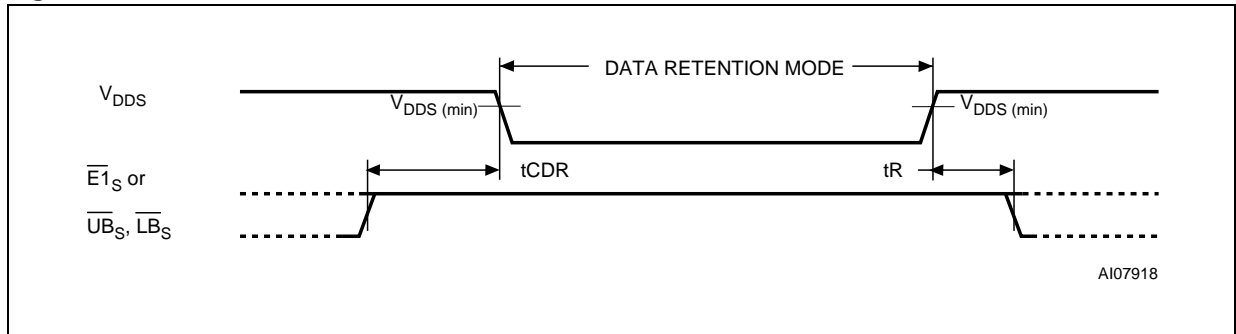 DATA RETENTION MODE
VDDS
VDDS (min)
VDDS (min)
tCDR
tR
E1S or
UBS, LBS
AI07918